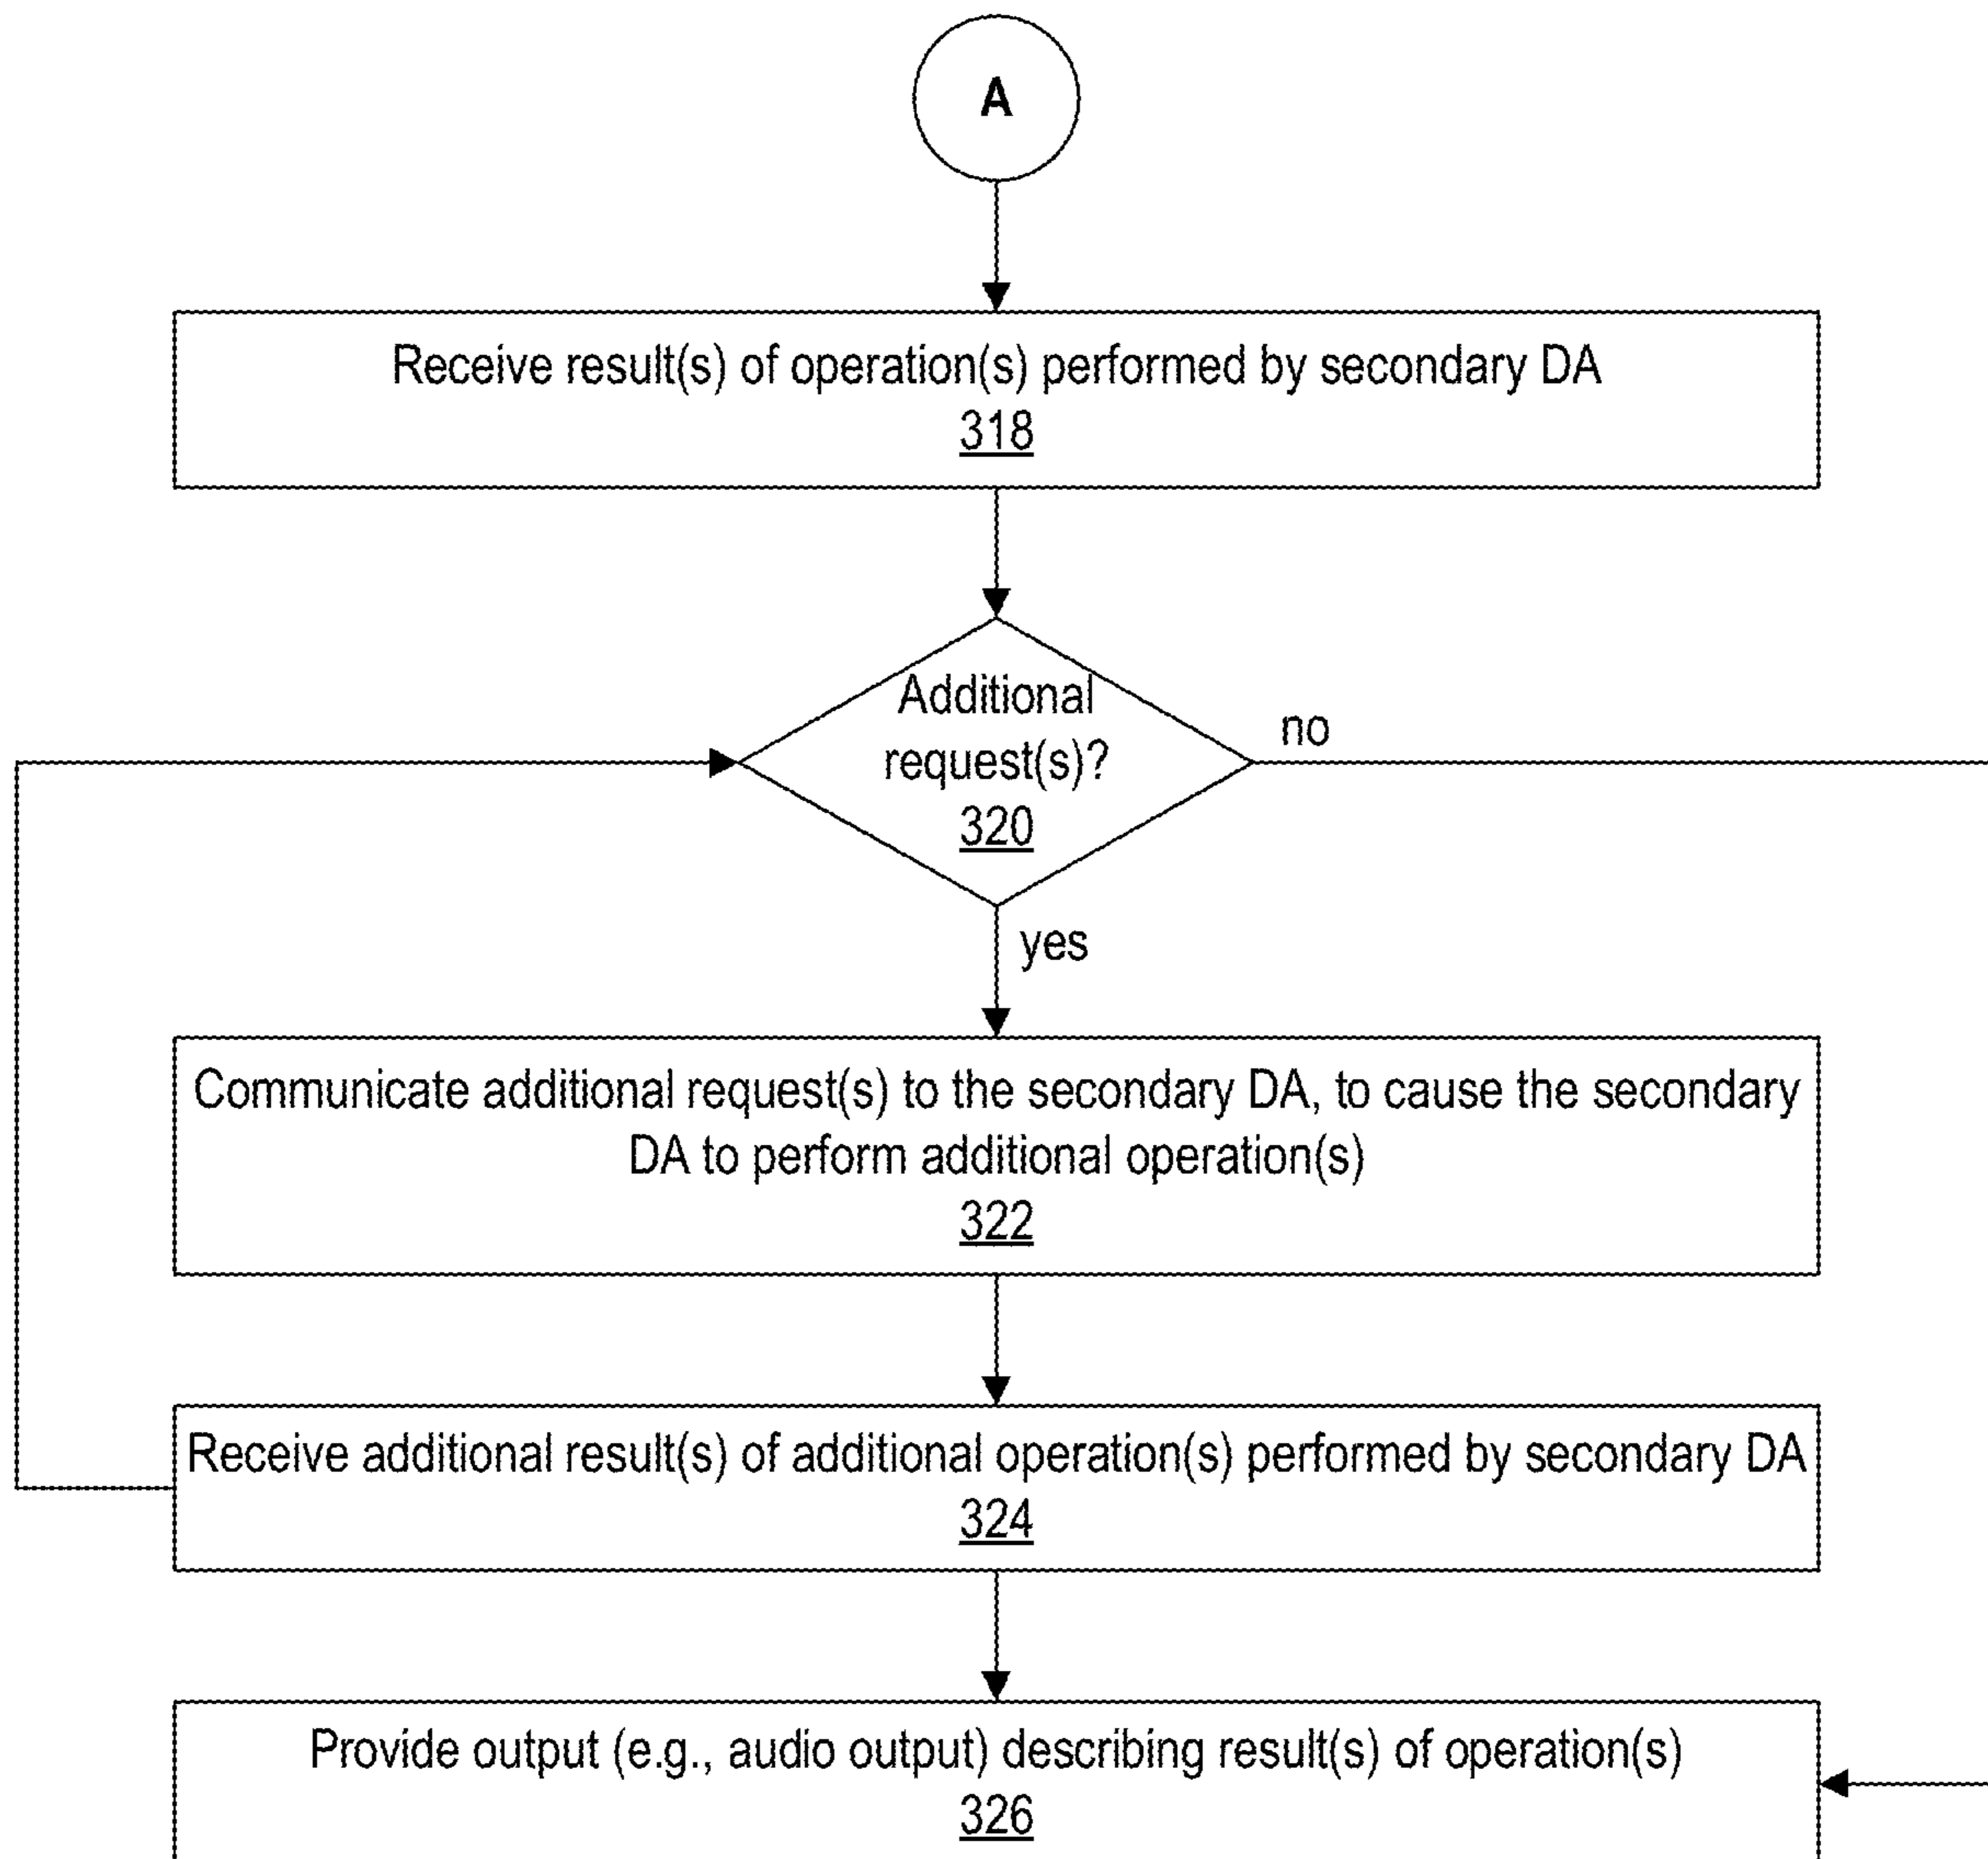 A
Receive result(s) of operation(s) performed by secondary DA
318
Additional
request(s)?
320
no
yes
Communicate additional request(s) to the secondary DA, to cause the secondary
DA to perform additional operation(s)
322
Receive additional result(s) of additional operation(s) performed by secondary DA
324
Provide output (e.g., audio output) describing result(s) of operation(s)
326